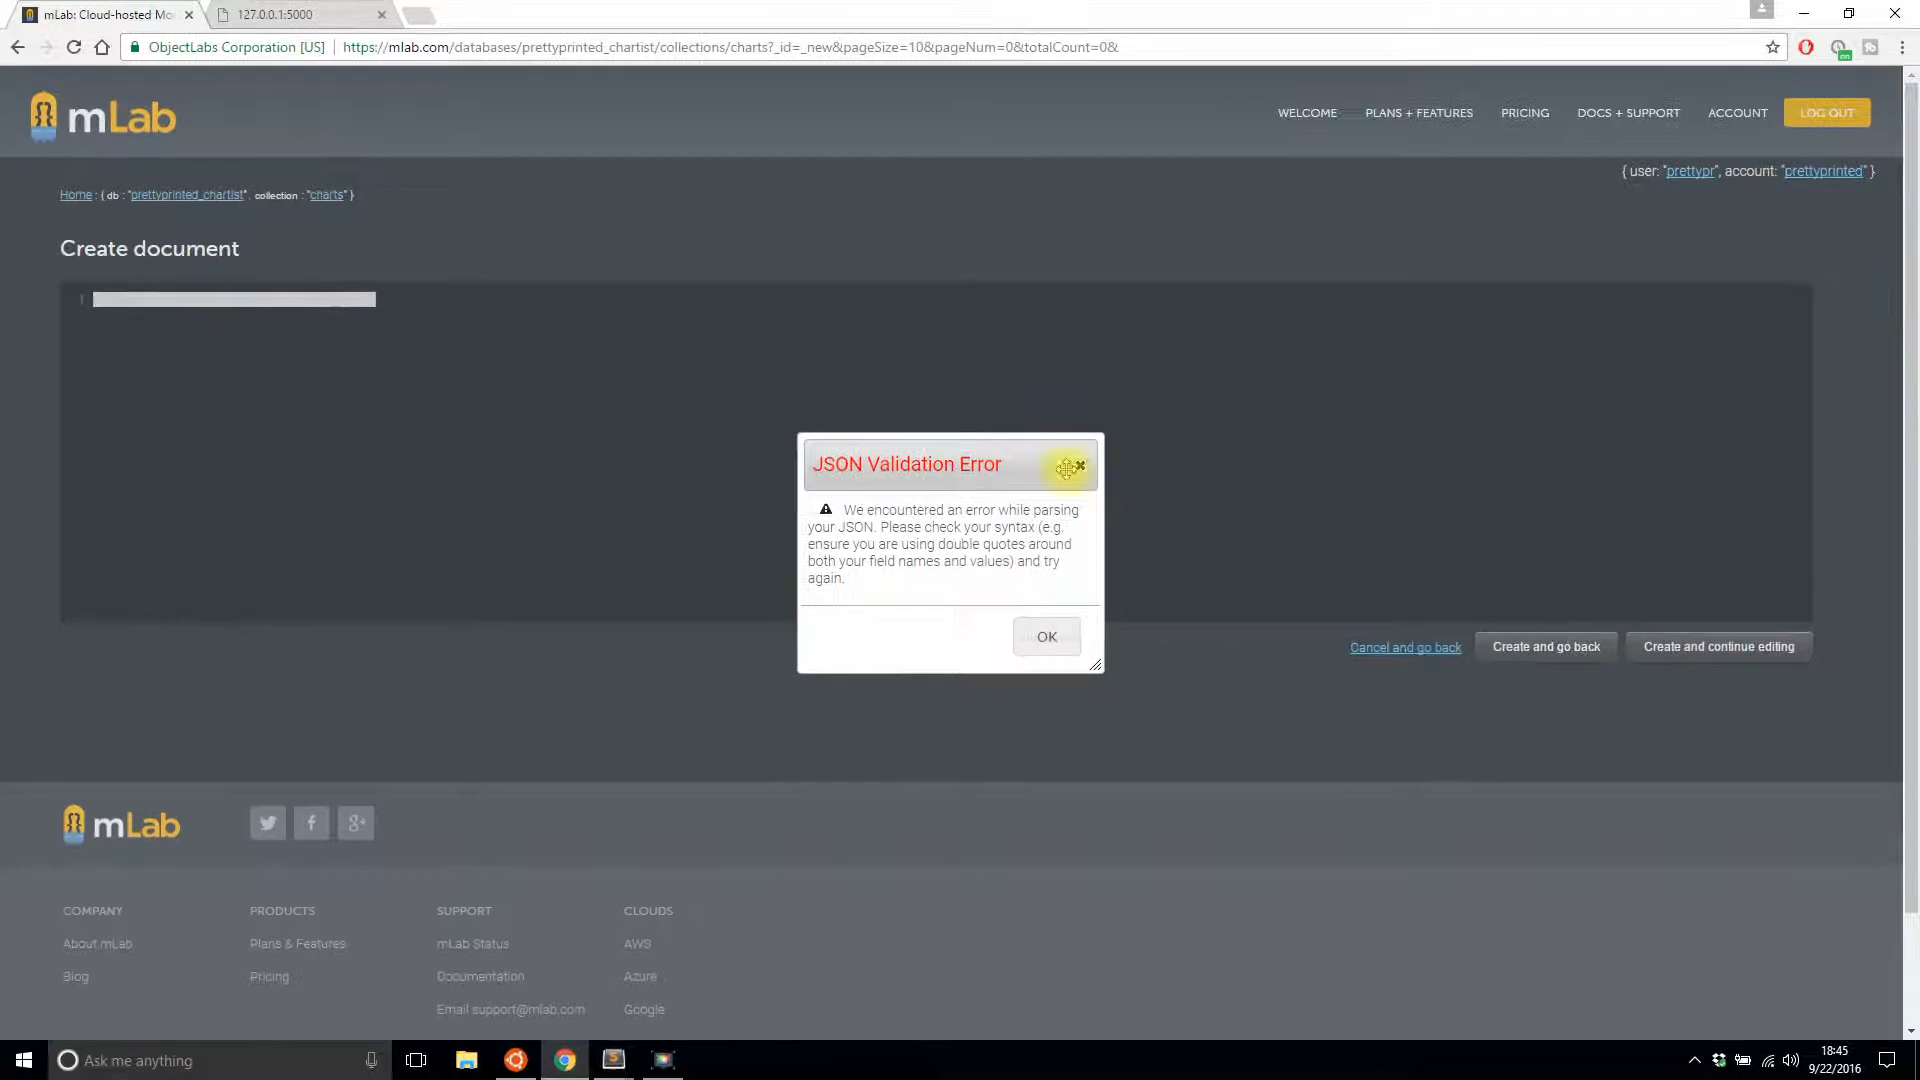 mLab: Cloud-hosted Mo
127.0.0.1:5000
ObjectLabs Corporation [US]
https://mlab.com/databases/prettyprinted_chartist/collections/charts?_id=_new&pageSize=10&pageNum=0&totalCount=0&
mLab
WELCOME
PLANS + FEATURES
PRICING
DOCS + SUPPORT
ACCOUNT
LOG OUT
{ user: "prettypr", account: "prettyprinted" }
Home : { db : "prettyprinted_chartist", collection : "charts" }
Create document
1
JSON Validation Error
We encountered an error while parsing
your JSON. Please check your syntax (e.g.
ensure you are using double quotes around
both your field names and values) and try
again.
OK
Cancel and go back
Create and go back
Create and continue editing
mLab
COMPANY
PRODUCTS
SUPPORT
CLOUDS
About mLab
Plans & Features
mLab Status
AWS
Blog
Pricing
Documentation
Azure
Email support@mlab.com
Google
Ask me anything
18:45
9/22/2016